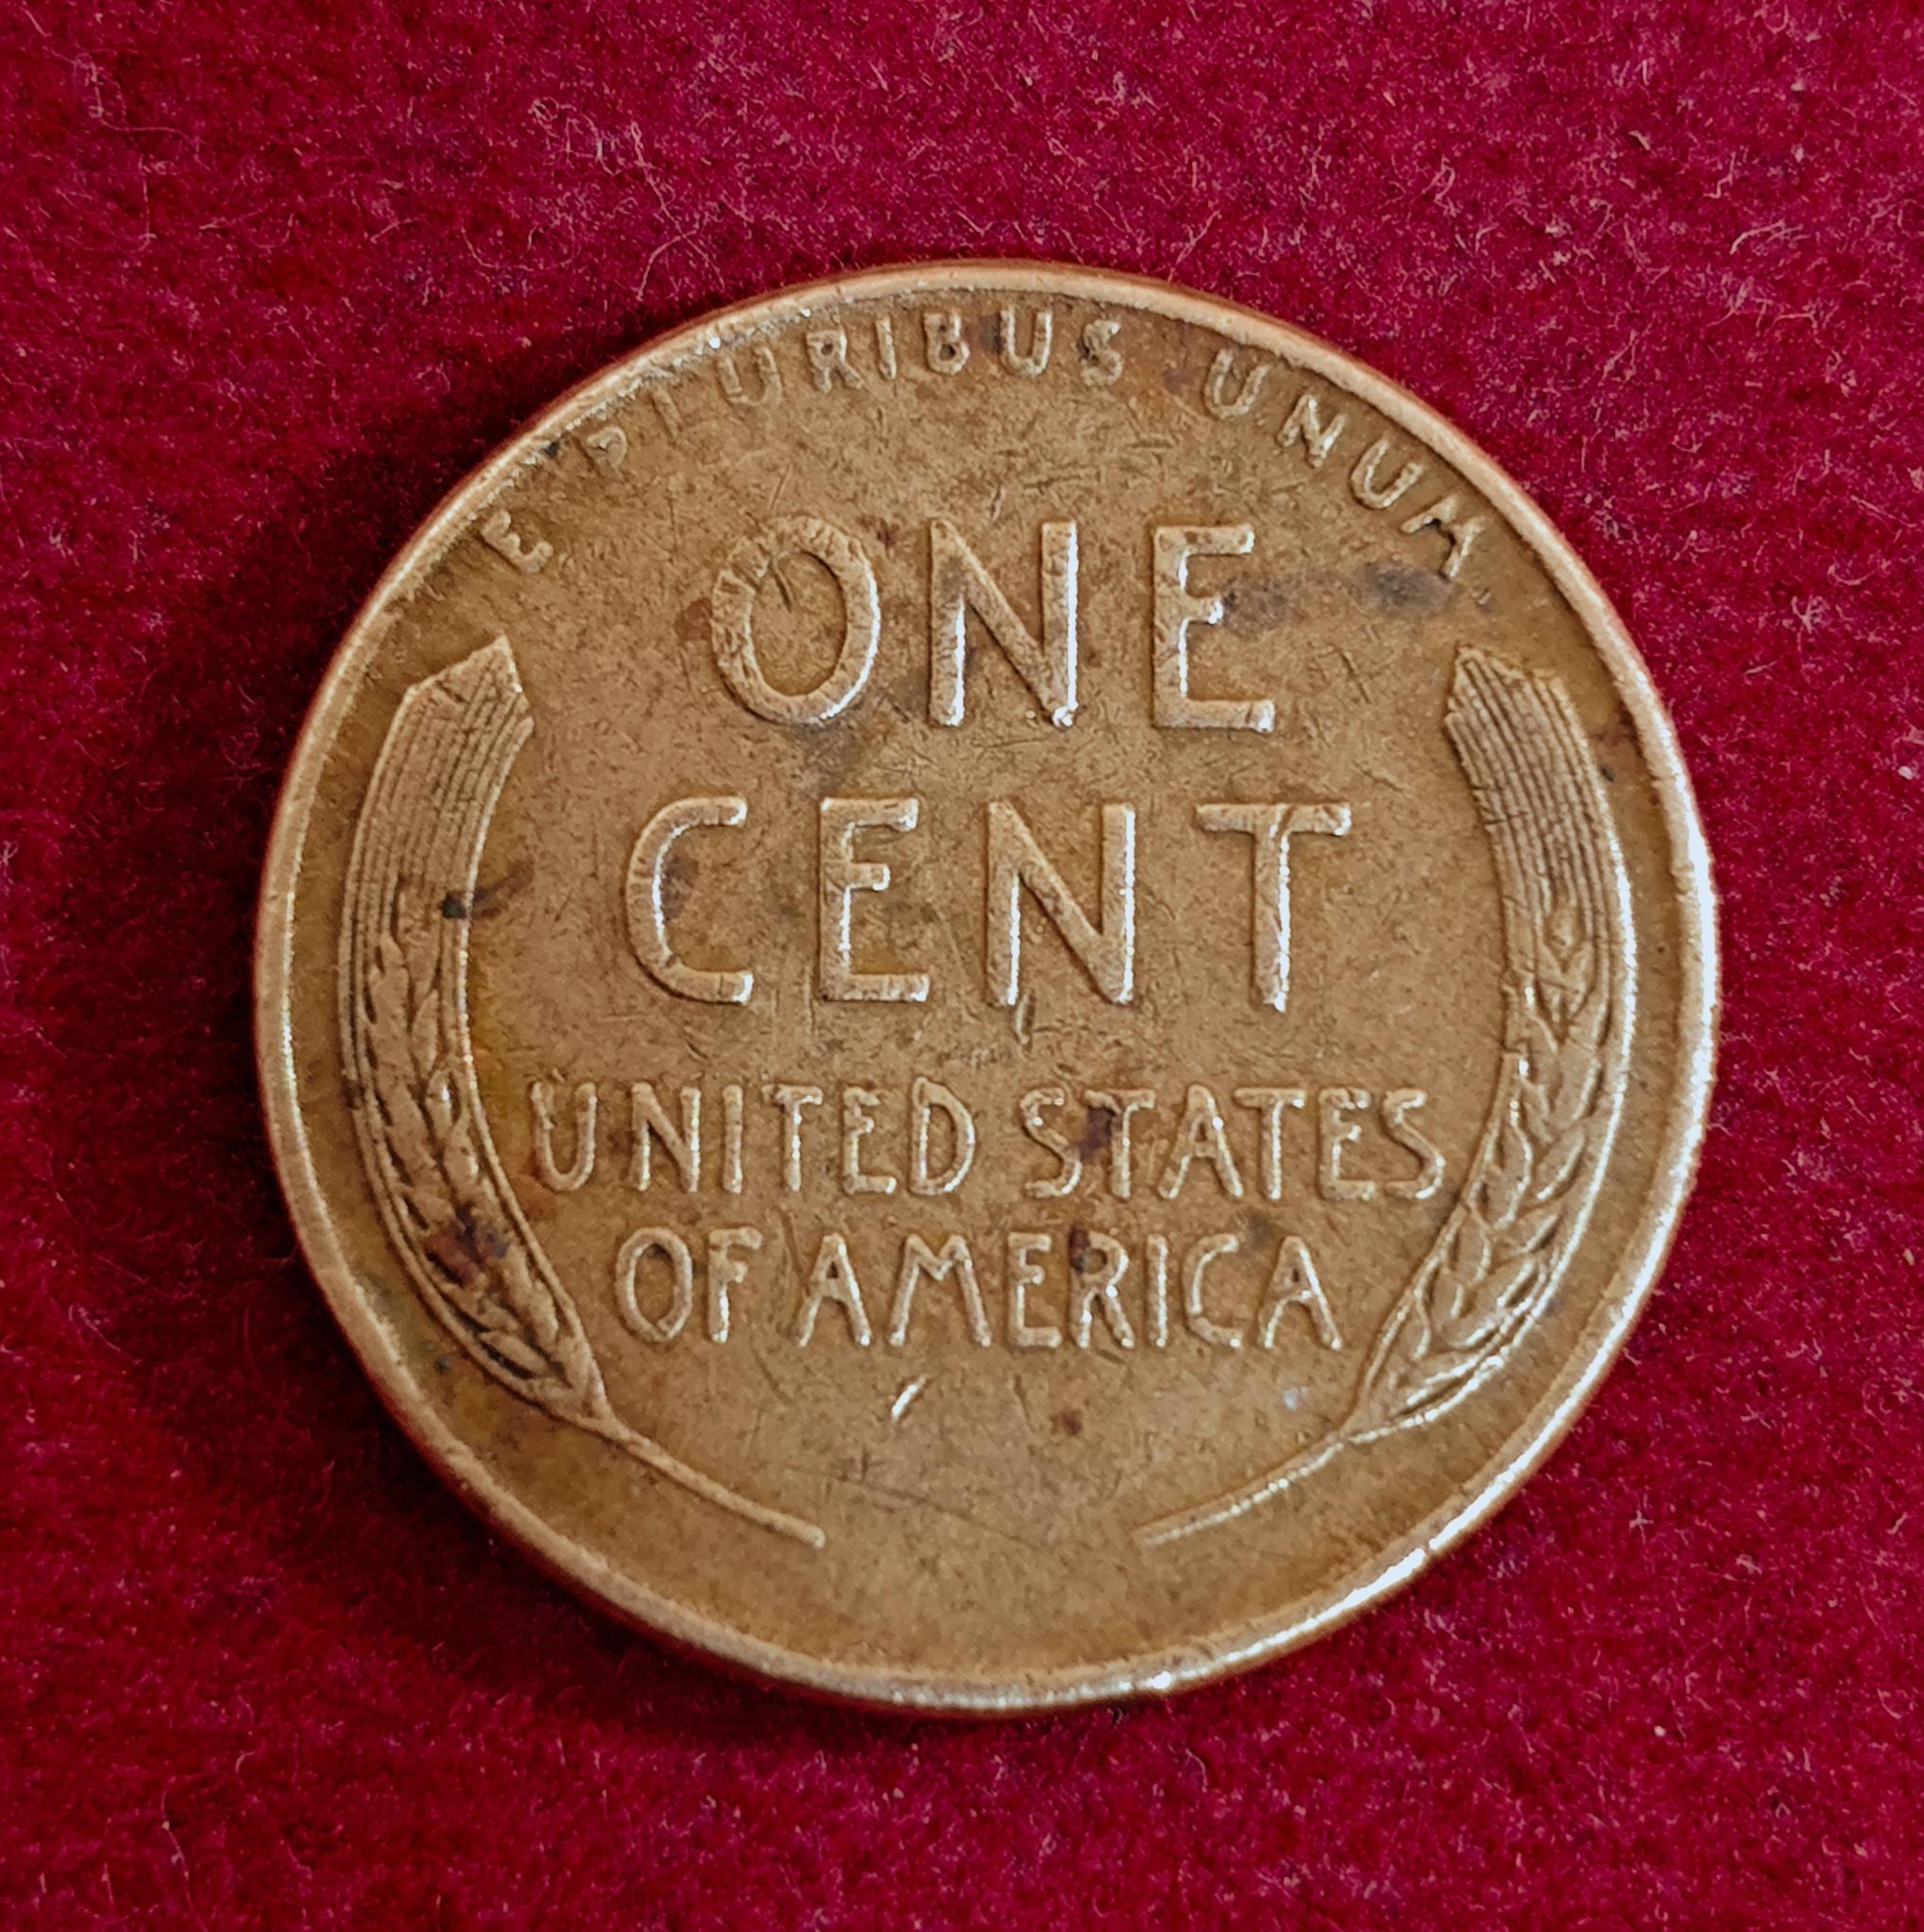 E PLURIBUS UNUM
ONE
CENT
UNITED STATES
OF AMERICA